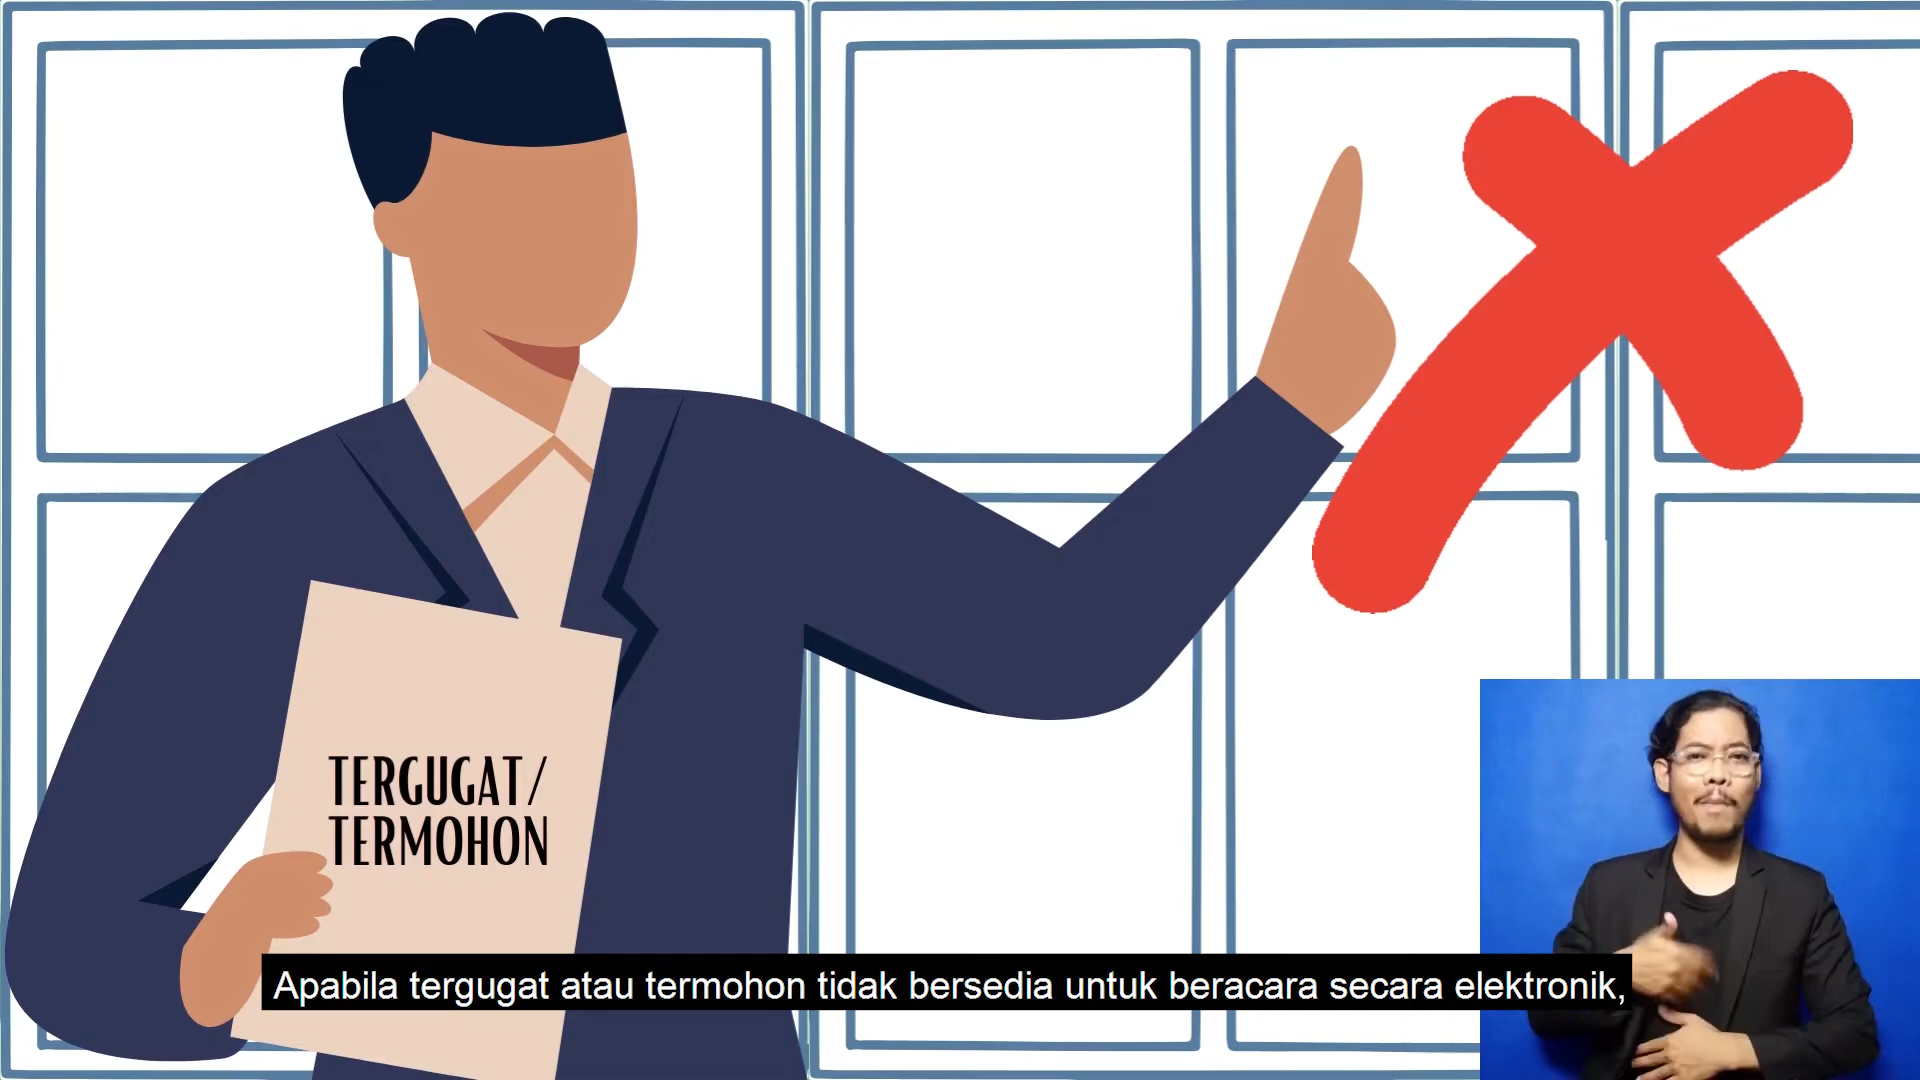 TERGUGAT/
TERMOHON
Apabila tergugat atau termohon tidak bersedia untuk beracara secara elektronik,